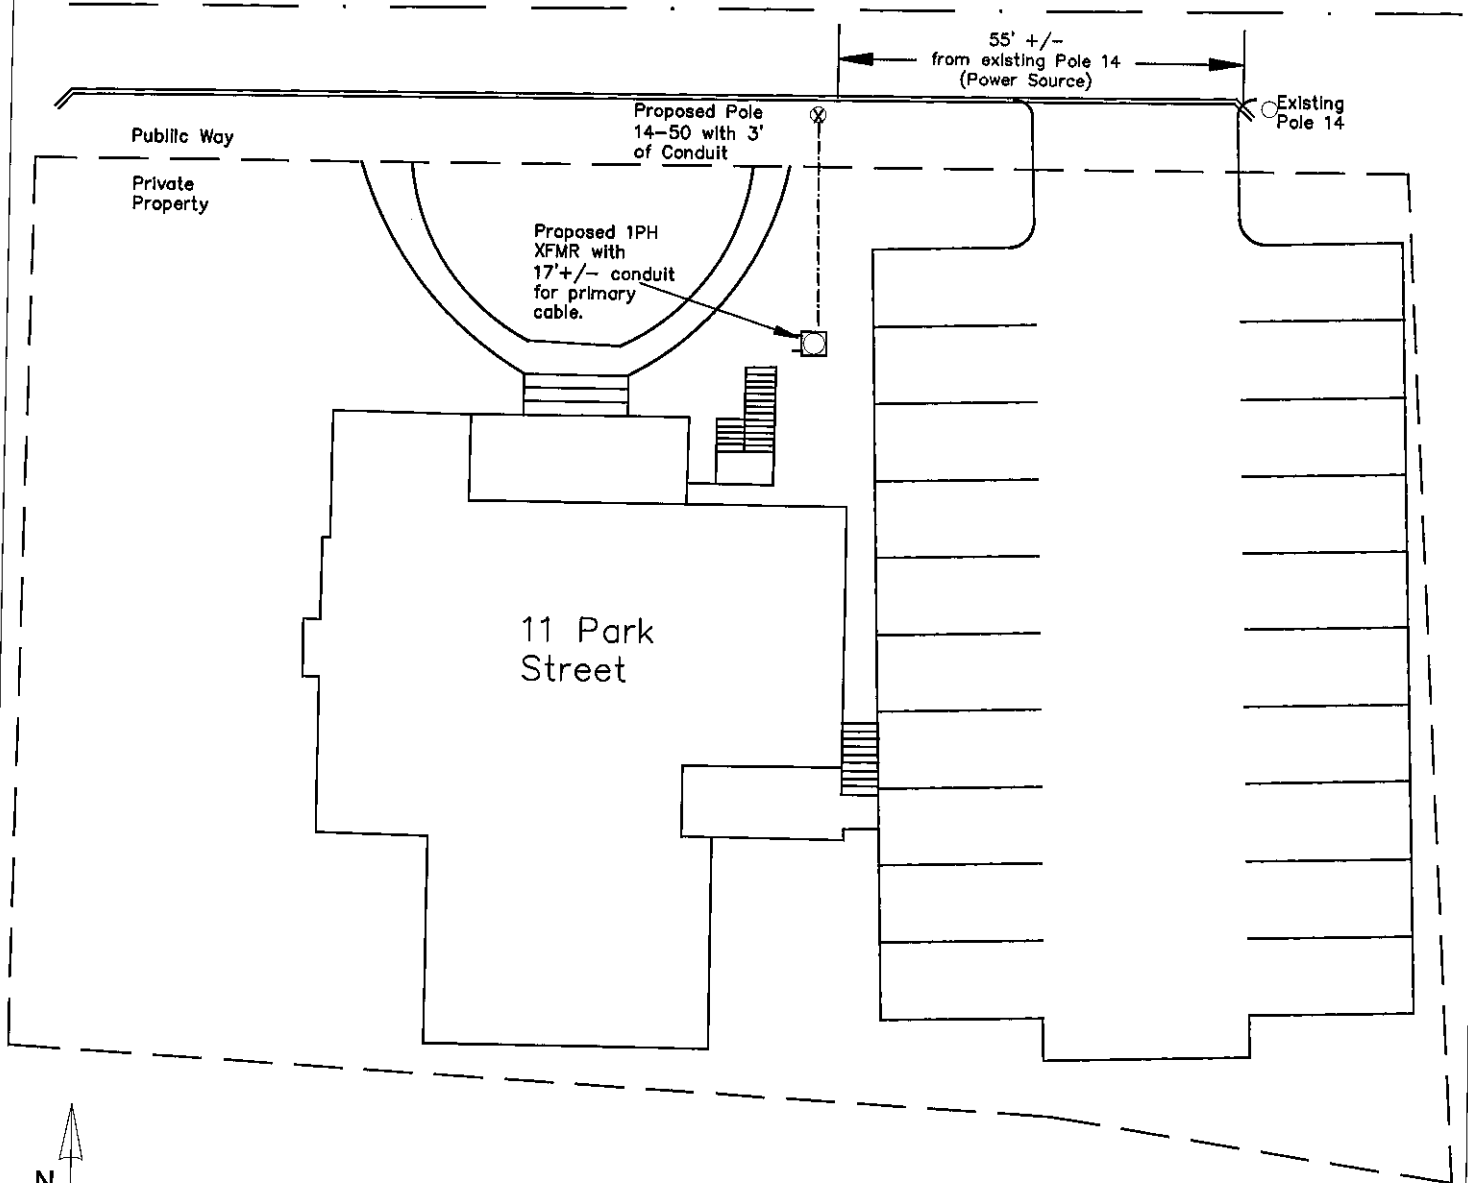 55' +/-
from existing Pole 14
(Power Source)
Existing
Pole 14
Proposed Pole
14-50 with 3'
of Conduit
Public Way
Private
Property
Proposed 1PH
XFMR with
17'+/- conduit
for primary
cable.
11 Park
Street
N